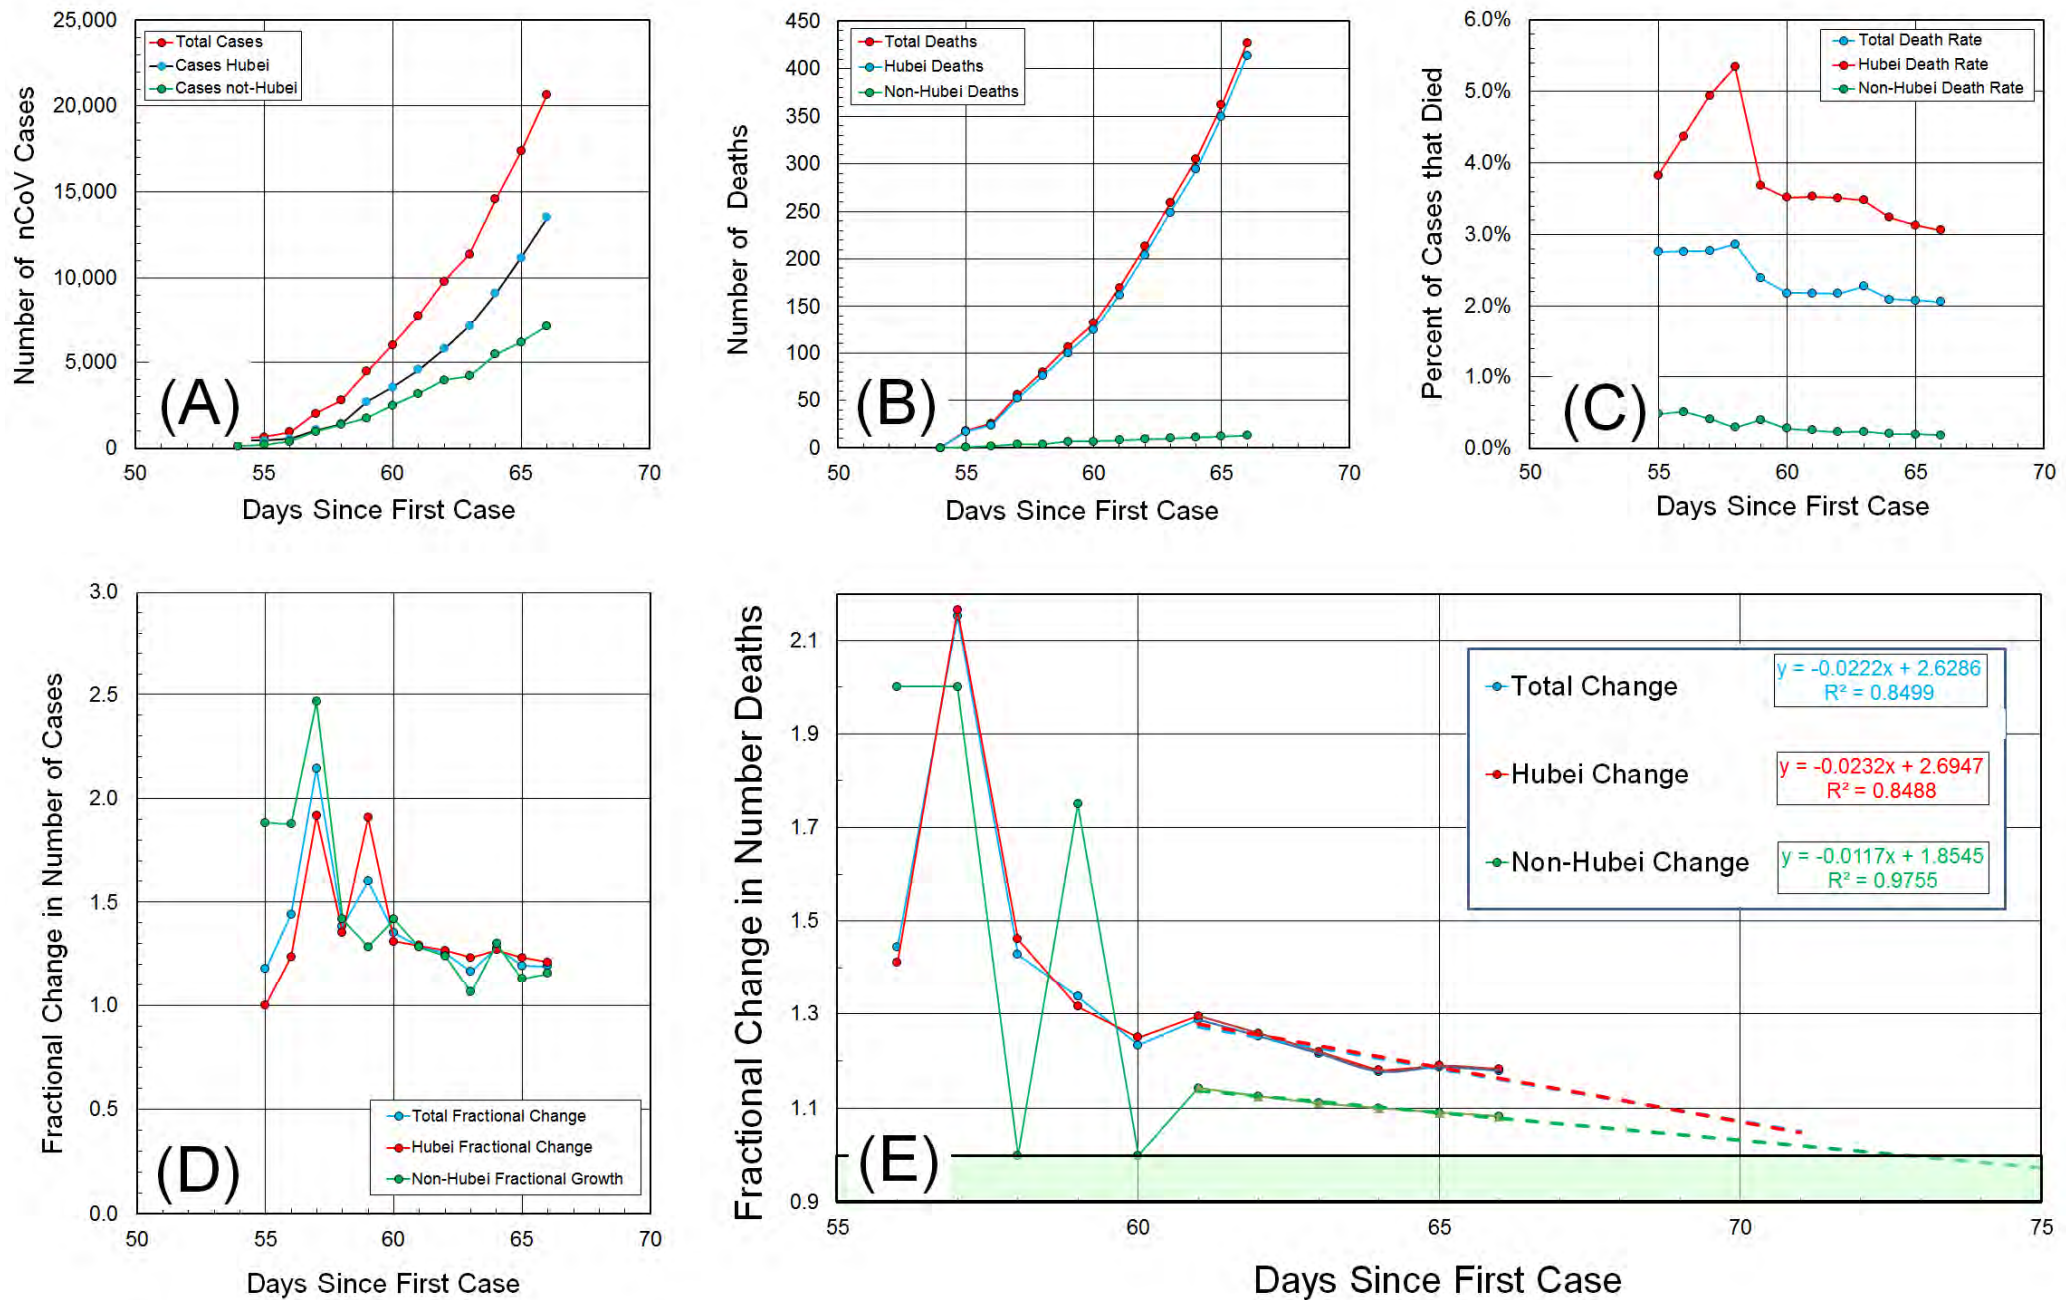 25,000
20,000
15,000
10,000
5,000
0
Number of nCoV Cases
Total Cases
Cases Hubei
Cases not-Hubei
(A)
50 55 60 65 70
Days Since First Case
450
400
350
300
250
200
150
100
50
0
Number of Deaths
Total Deaths
Hubei Deaths
Non-Hubei Deaths
(B)
50 55 60 65 70
Days Since First Case
6.0%
5.0%
4.0%
3.0%
2.0%
1.0%
0.0%
Percent of Cases that Died
Total Death Rate
Hubei Death Rate
Non-Hubei Death Rate
(C)
50 55 60 65 70
Days Since First Case
3.0
2.5
2.0
1.5
1.0
0.5
0.0
Fractional Change in Number of Cases
Total Fractional Change
Hubei Fractional Change
Non-Hubei Fractional Growth
(D)
50 55 60 65 70
Days Since First Case
2.1
1.9
1.7
1.5
1.3
1.1
0.9
Fractional Change in Number Deaths
Total Change
y = -0.0222x + 2.6286
R² = 0.8499
Hubei Change
y = -0.0232x + 2.6947
R² = 0.8488
Non-Hubei Change
y = -0.0117x + 1.8545
R² = 0.9755
(E)
55 60 65 70 75
Days Since First Case